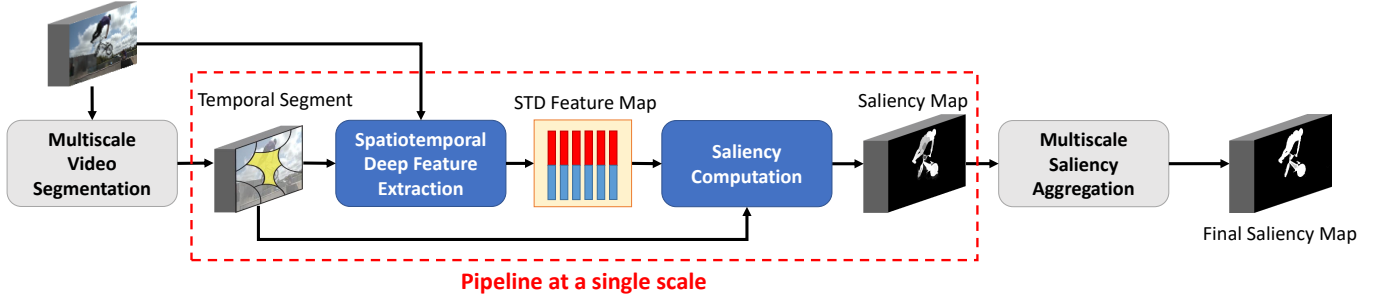 Multiscale
Video
Segmentation
Temporal Segment
Spatiotemporal
Deep Feature
Extraction
STD Feature Map
Saliency
Computation
Saliency Map
Multiscale
Saliency
Aggregation
Final Saliency Map
Pipeline at a single scale